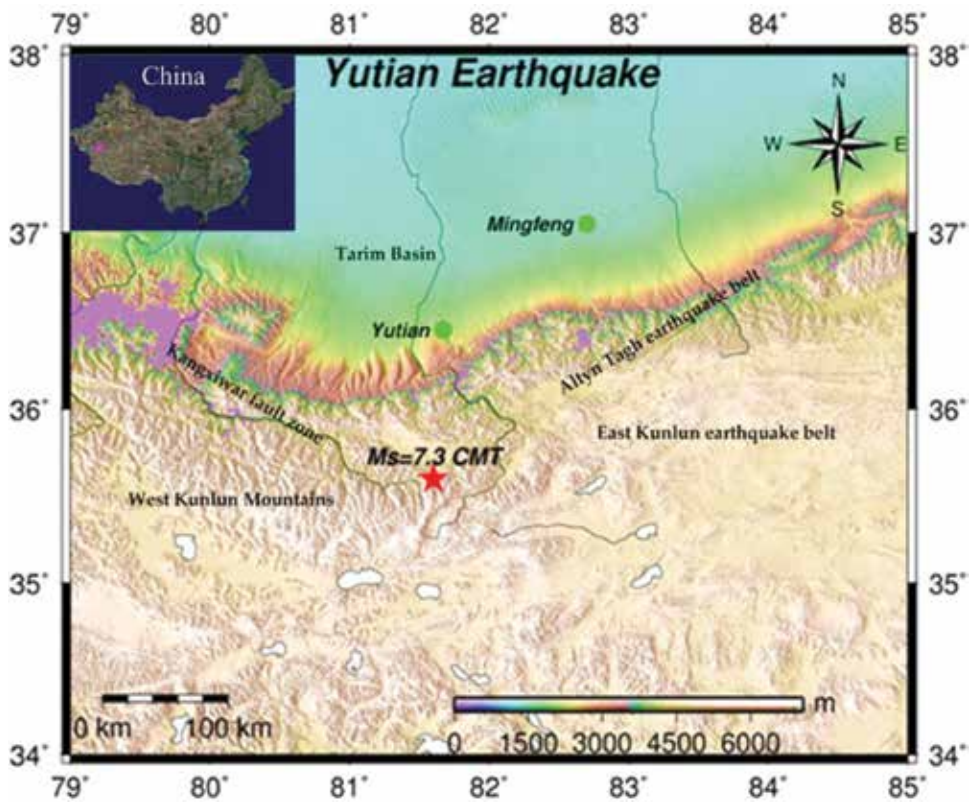 79° 80° 81° 82° 83° 84° 85°
38° 38°
China
Yutian Earthquake
N
W E
S
37° 37°
Mingfeng
Tarim Basin
Yutian
Altyn Tagh earthquake belt
Kangxiwar fault zone
36° 36°
East Kunlun earthquake belt
Ms=7.3 CMT
West Kunlun Mountains
35° 35°
m
0 km 100 km
0 1500 3000 4500 6000
34° 34°
79° 80° 81° 82° 83° 84° 85°